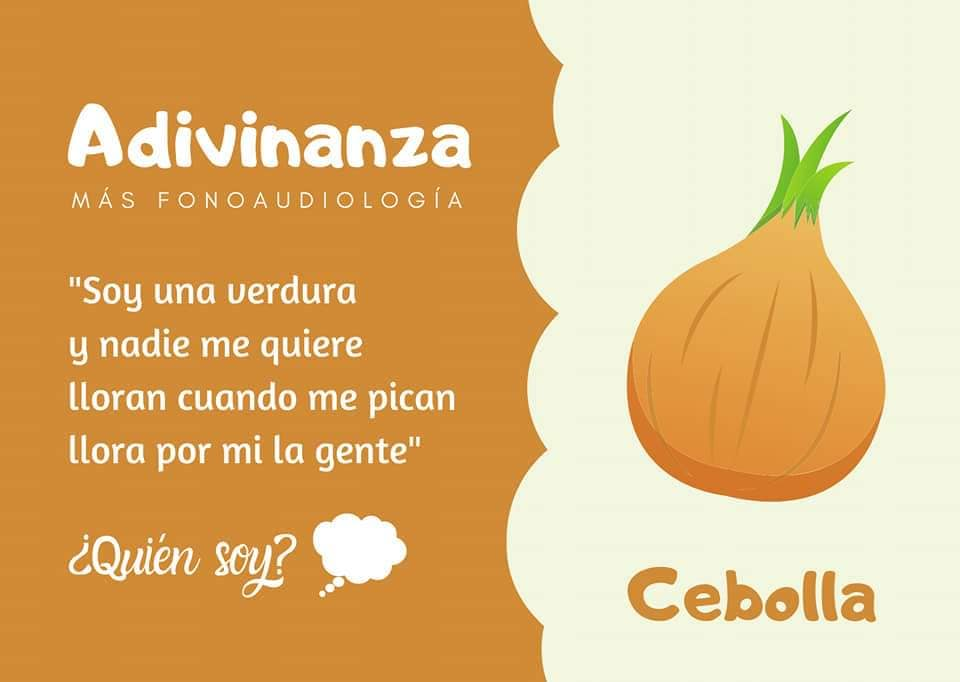 Adivinanza
MÁS FONOAUDIOLOGÍA
"Soy una verdura
y nadie me quiere
lloran cuando me pican
llora por mi la gente"
¿Quién soy?
Cebolla